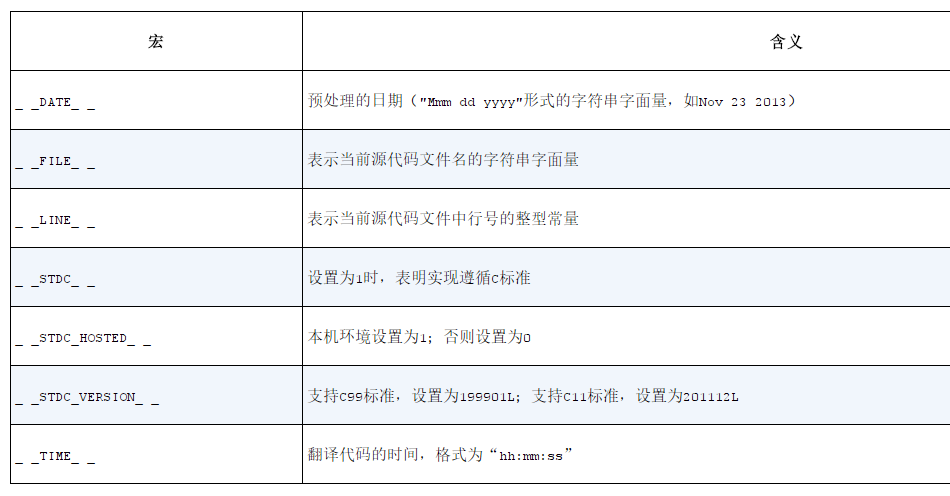 宏 含义
_ _DATE_ _ 预处理的日期（"Mmm dd yyyy"形式的字符串字面量，如Nov 23 2013）
_ _FILE_ _ 表示当前源代码文件名的字符串字面量
_ _LINE_ _ 表示当前源代码文件中行号的整型常量
_ _STDC_ _ 设置为1时，表明实现遵循C标准
_ _STDC_HOSTED_ _ 本机环境设置为1；否则设置为0
_ _STDC_VERSION_ _ 支持C99标准，设置为199901L；支持C11标准，设置为201112L
_ _TIME_ _ 翻译代码的时间，格式为“hh:mm:ss”